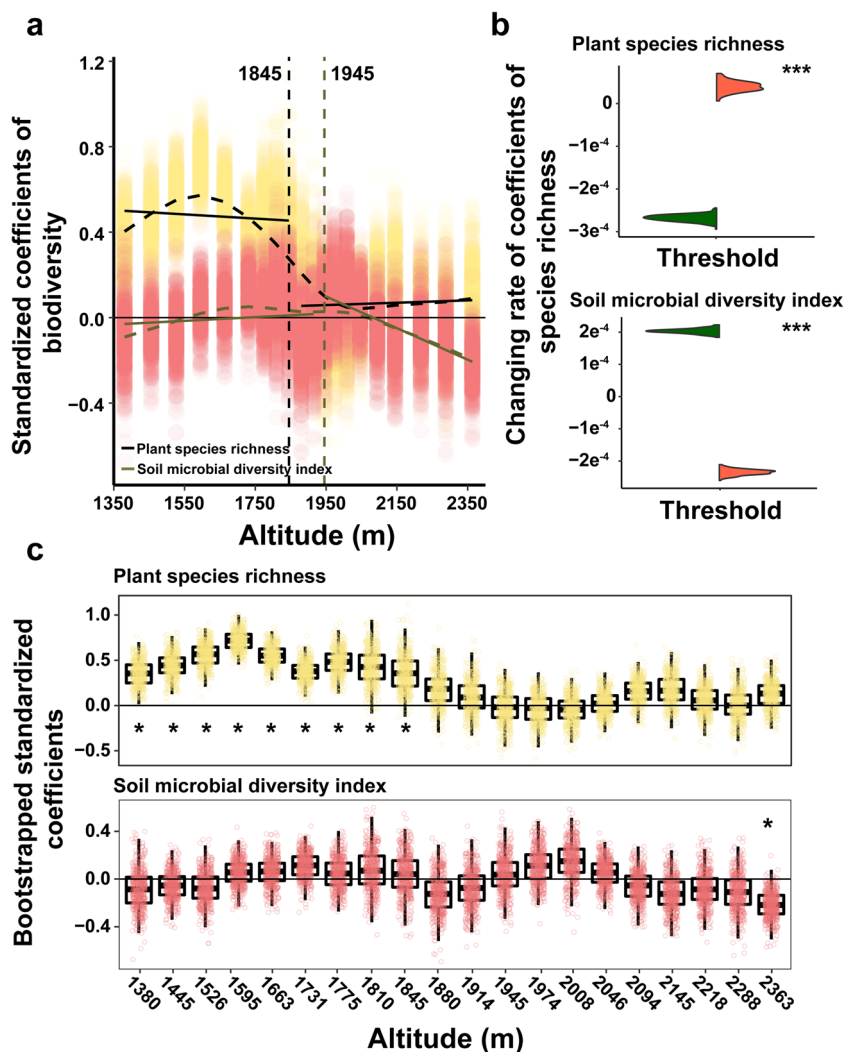 a
Standardized coefficients of
biodiversity
1.2
0.8
0.4
0.0
−0.4
1845
1945
Plant species richness
Soil microbial diversity index
1350 1550 1750 1950 2150 2350
Altitude (m)
b
Changing rate of coefficients of
species richness
Plant species richness
***
0
−1e-4
−2e-4
−3e-4
Threshold
Soil microbial diversity index
***
2e-4
1e-4
0
−1e-4
−2e-4
Threshold
c
Bootstrapped standardized
coefficients
Plant species richness
1.0
0.5
0.0
−0.5
* * * * * * * * *
Soil microbial diversity index
*
0.4
0.0
−0.4
1380 1445 1526 1595 1663 1731 1775 1810 1845 1880 1914 1945 1974 2008 2046 2094 2145 2218 2288 2363
Altitude (m)